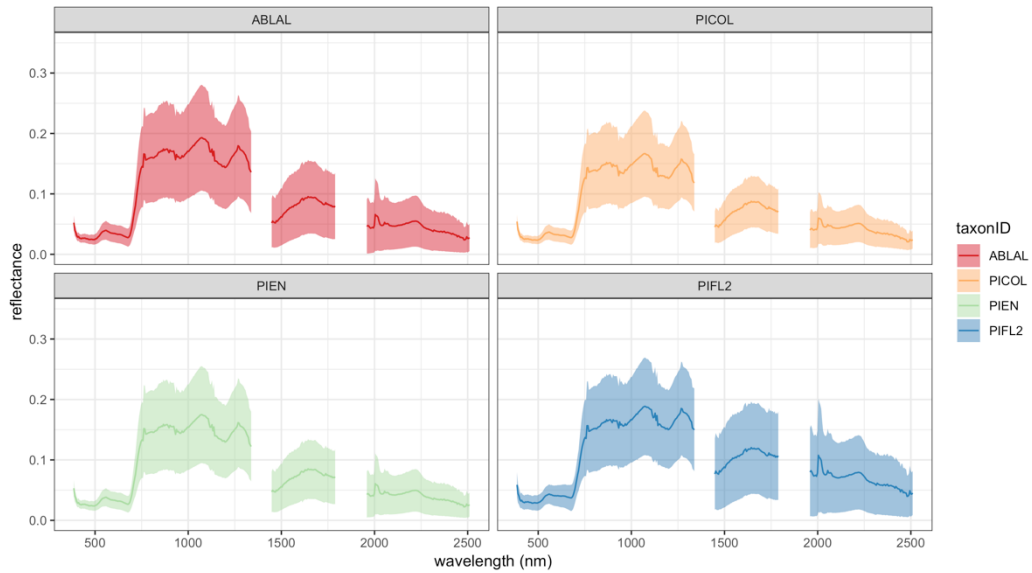 ABLAL
PICOL
0.3
0.2
0.1
0.0
PIEN
PIFL2
0.3
0.2
0.1
0.0
500 1000 1500 2000 2500
500 1000 1500 2000 2500
wavelength (nm)
reflectance
taxonID
ABLAL
PICOL
PIEN
PIFL2